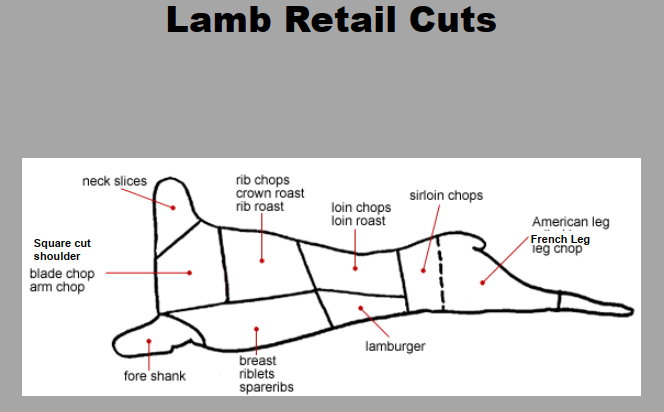 Lamb Retail Cuts
neck slices
rib chops
crown roast
rib roast
loin chops
loin roast
sirloin chops
American leg
French Leg
leg chop
Square cut
shoulder
blade chop
arm chop
fore shank
breast
riblets
spareribs
lamburger